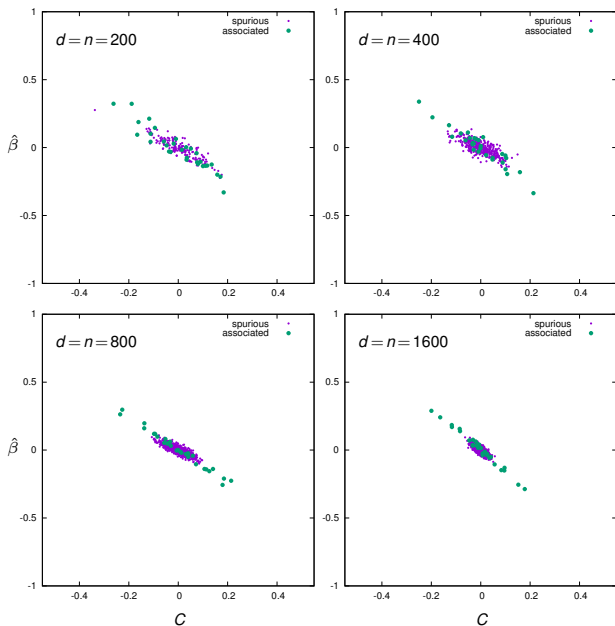 1
0.5
0
-0.5
-1
β̂
d = n = 200
spurious
associated
-0.4 -0.2 0 0.2 0.4
d = n = 400
spurious
associated
1
0.5
0
-0.5
-1
-0.4 -0.2 0 0.2 0.4
d = n = 800
spurious
associated
1
0.5
0
-0.5
-1
β̂
-0.4 -0.2 0 0.2 0.4
C
d = n = 1600
spurious
associated
1
0.5
0
-0.5
-1
-0.4 -0.2 0 0.2 0.4
C